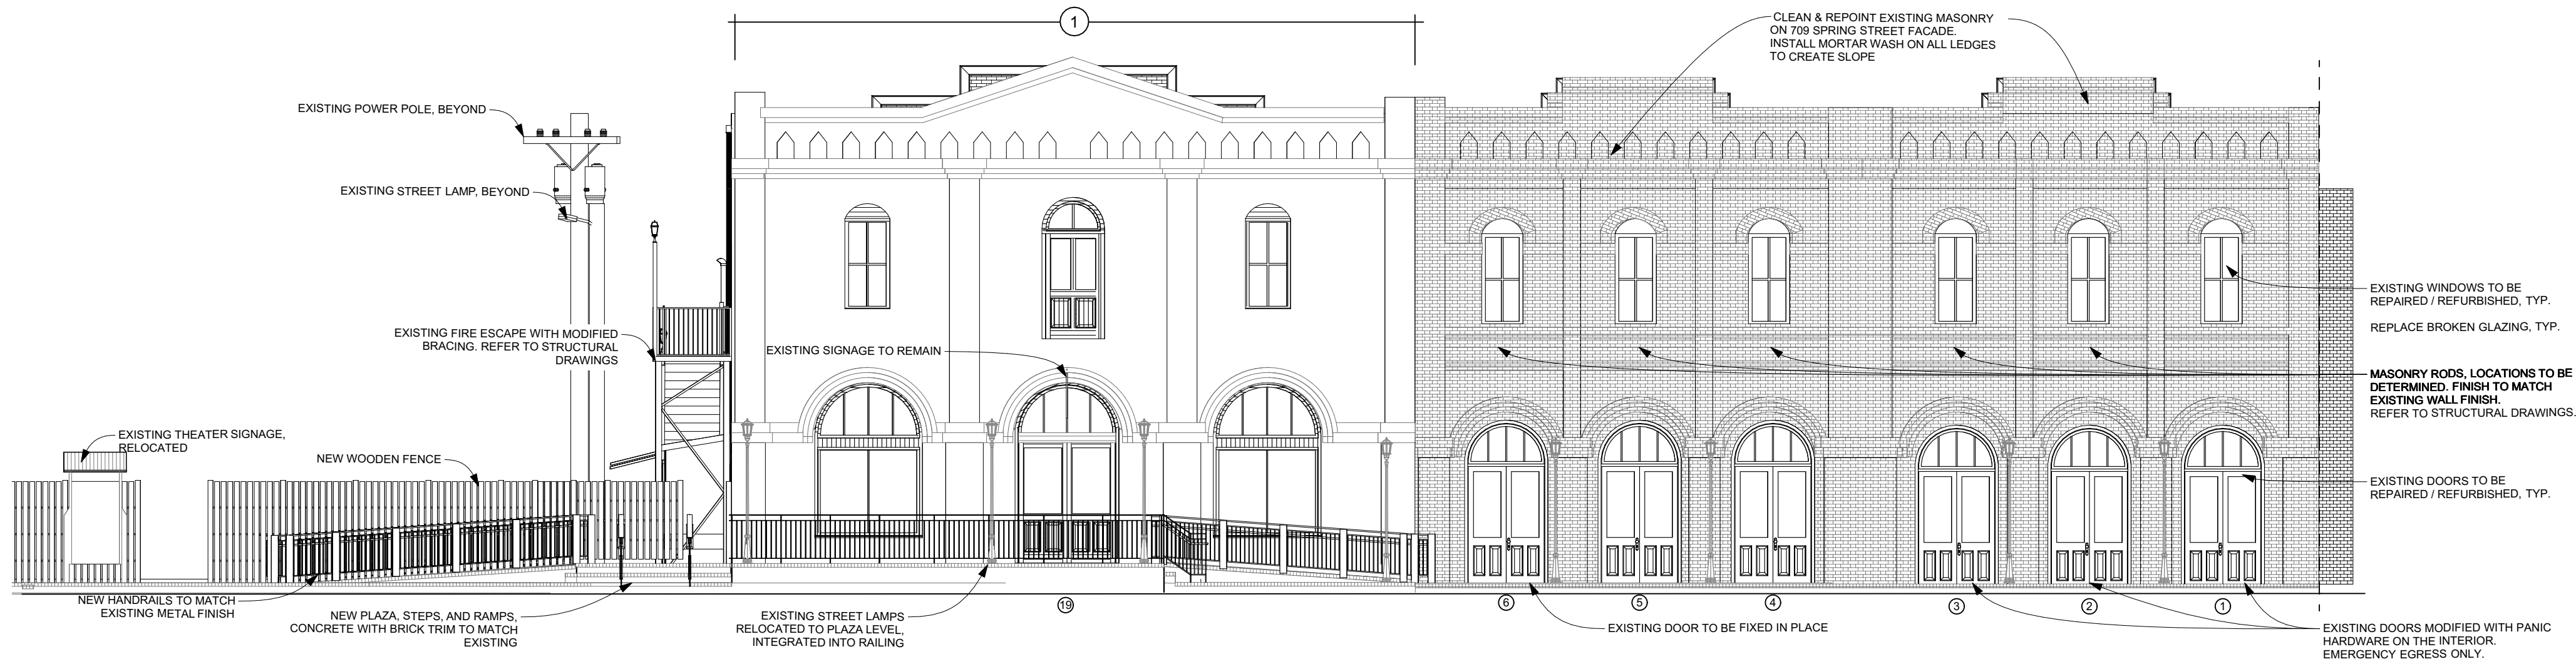 1
CLEAN & REPOINT EXISTING MASONRY
ON 709 SPRING STREET FACADE.
INSTALL MORTAR WASH ON ALL LEDGES
TO CREATE SLOPE
EXISTING POWER POLE, BEYOND
EXISTING STREET LAMP, BEYOND
EXISTING FIRE ESCAPE WITH MODIFIED
BRACING. REFER TO STRUCTURAL
DRAWINGS
EXISTING SIGNAGE TO REMAIN
EXISTING WINDOWS TO BE
REPAIRED / REFURBISHED, TYP.
REPLACE BROKEN GLAZING, TYP.
MASONRY RODS, LOCATIONS TO BE
DETERMINED. FINISH TO MATCH
EXISTING WALL FINISH.
REFER TO STRUCTURAL DRAWINGS.
EXISTING THEATER SIGNAGE,
RELOCATED
NEW WOODEN FENCE
EXISTING DOORS TO BE
REPAIRED / REFURBISHED, TYP.
NEW HANDRAILS TO MATCH
EXISTING METAL FINISH
NEW PLAZA, STEPS, AND RAMPS,
CONCRETE WITH BRICK TRIM TO MATCH
EXISTING
EXISTING STREET LAMPS
RELOCATED TO PLAZA LEVEL,
INTEGRATED INTO RAILING
19
6
5
4
3
2
1
EXISTING DOOR TO BE FIXED IN PLACE
EXISTING DOORS MODIFIED WITH PANIC
HARDWARE ON THE INTERIOR.
EMERGENCY EGRESS ONLY.